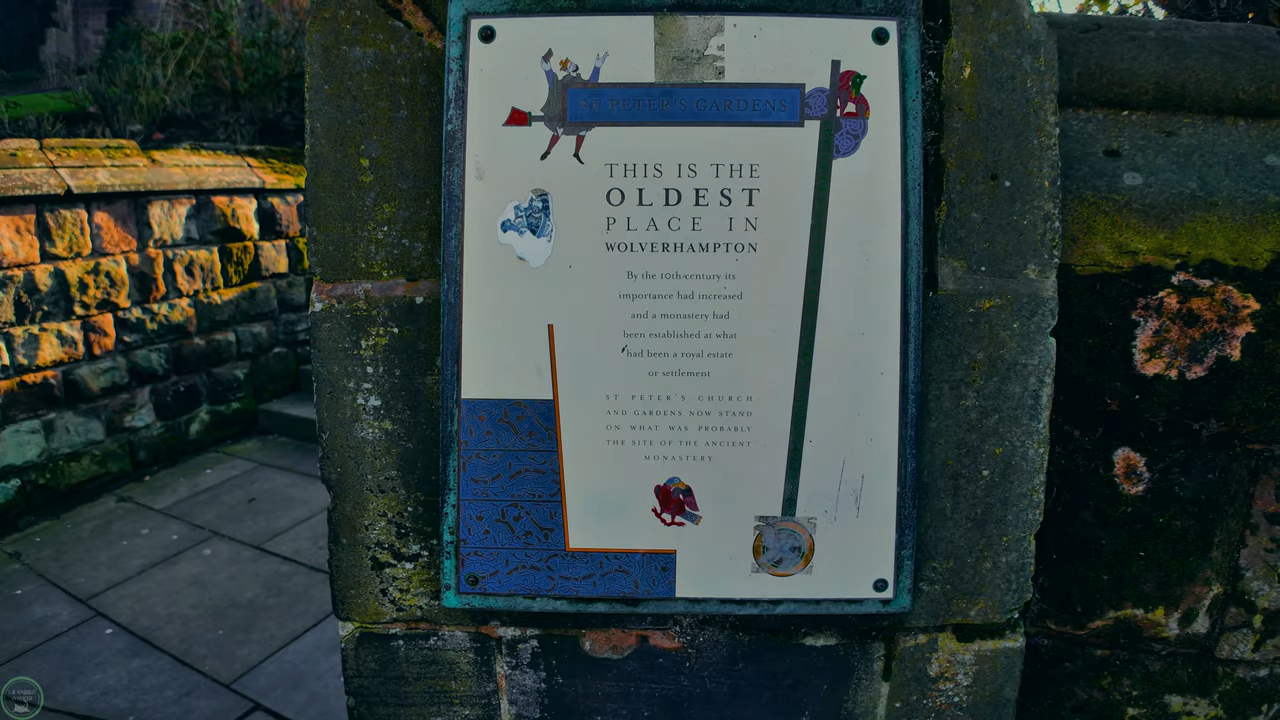 ST PETER'S GARDENS
THIS IS THE
OLDEST
PLACE IN
WOLVERHAMPTON
By the 10th century its
importance had increased
and a monastery had
been established at what
had been a royal estate
or settlement
ST PETER'S CHURCH
AND GARDENS NOW STAND
ON WHAT WAS PROBABLY
THE SITE OF THE ANCIENT
MONASTERY